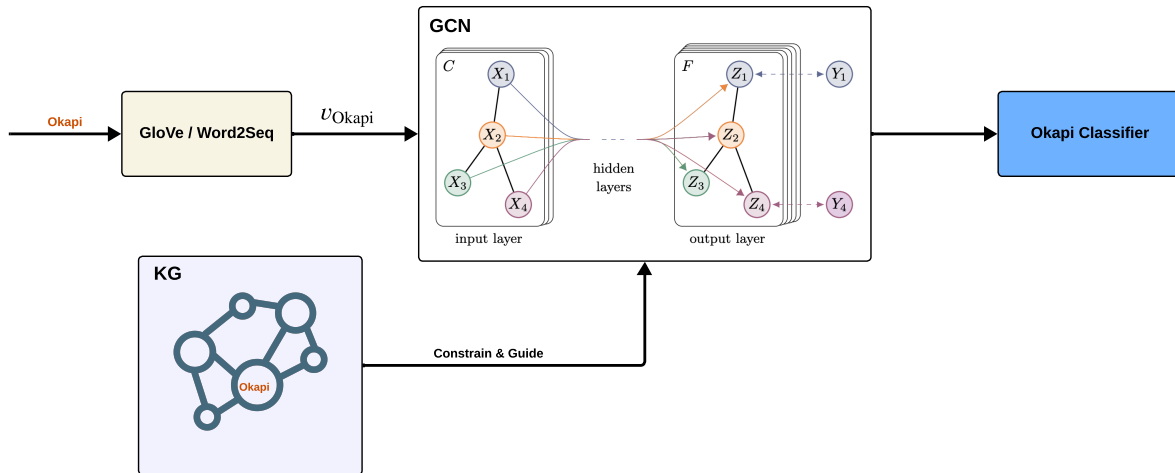 GCN
C
X1
X2
X3
X4
input layer
hidden
layers
F
Z1
Z2
Z3
Z4
output layer
Y1
Y4
Okapi
GloVe / Word2Seq
vOkapi
Okapi Classifier
KG
Okapi
Constrain & Guide